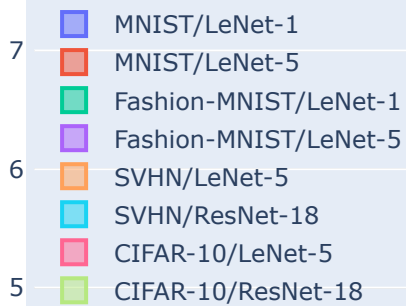 MNIST/LeNet-1
7
MNIST/LeNet-5
Fashion-MNIST/LeNet-1
Fashion-MNIST/LeNet-5
6
SVHN/LeNet-5
SVHN/ResNet-18
CIFAR-10/LeNet-5
5
CIFAR-10/ResNet-18